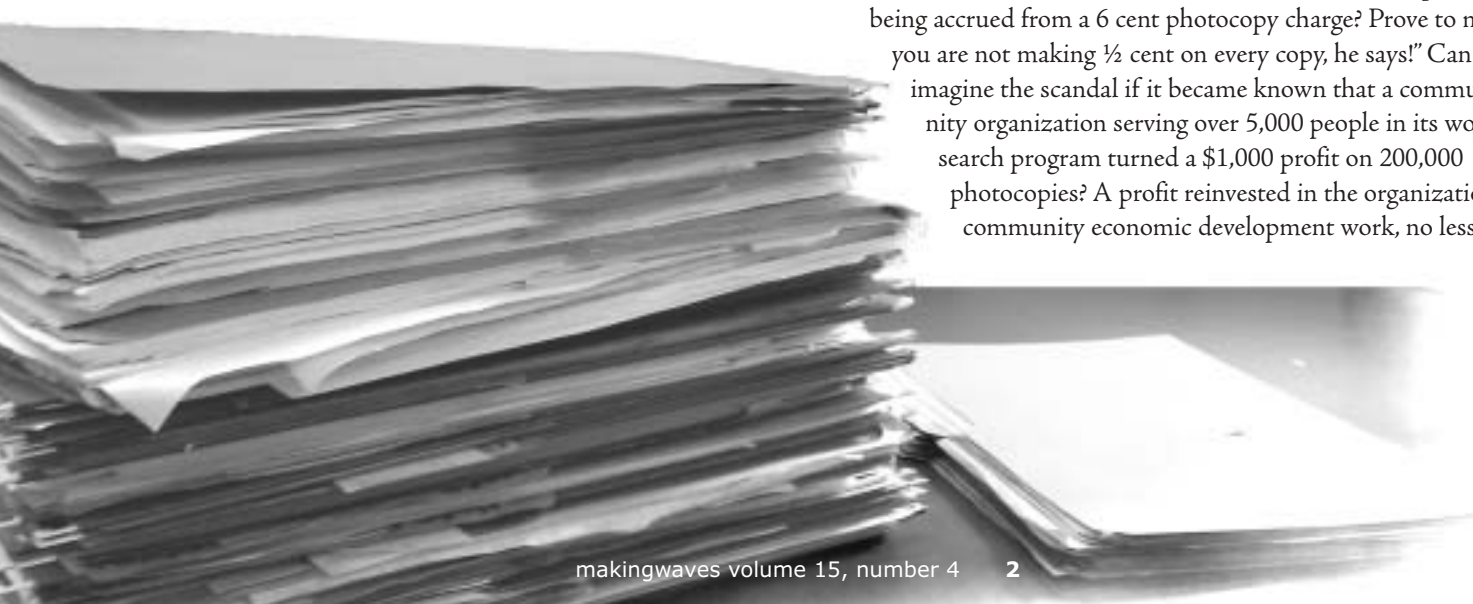 being accrued from a 6 cent photocopy charge? Prove to
you are not making ½ cent on every copy, he says!” Can
imagine the scandal if it became known that a commu
nity organization serving over 5,000 people in its wo
search program turned a $1,000 profit on 200,000
photocopies? A profit reinvested in the organizati
community economic development work, no less
makingwaves volume 15, number 4 2